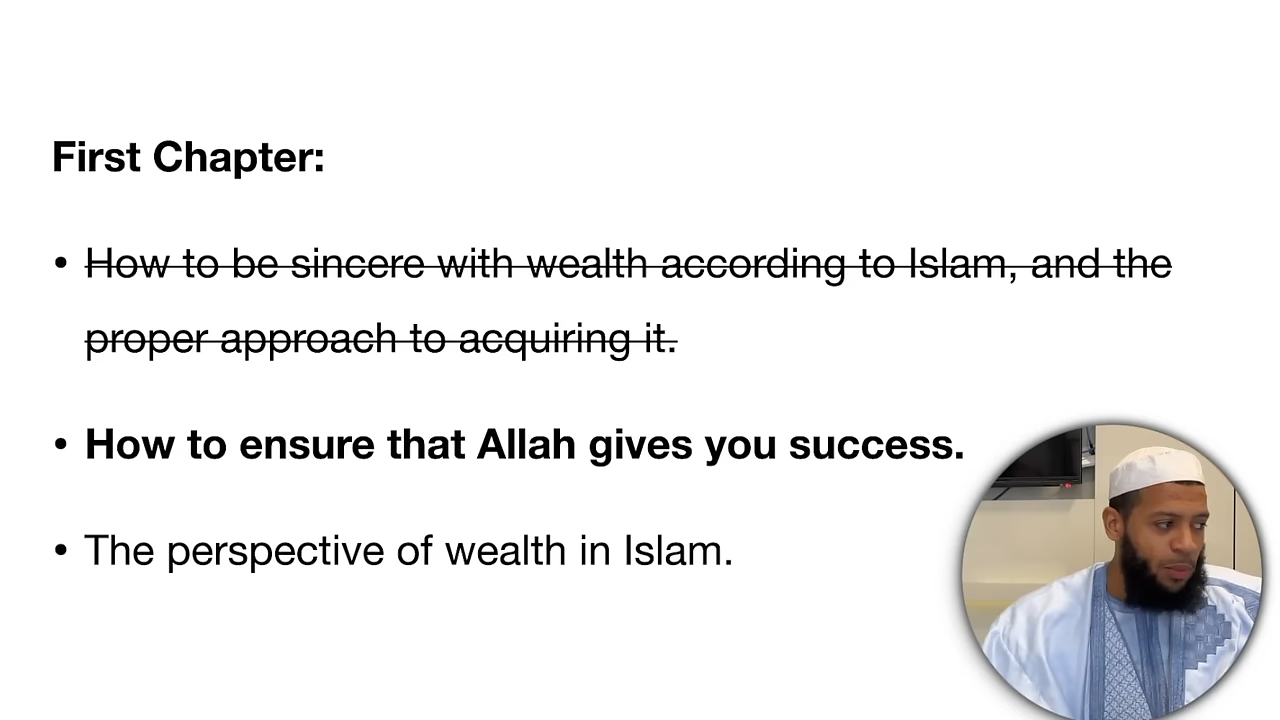 First Chapter:
• How to be sincere with wealth according to Islam, and the
proper approach to acquiring it.
• How to ensure that Allah gives you success.
• The perspective of wealth in Islam.